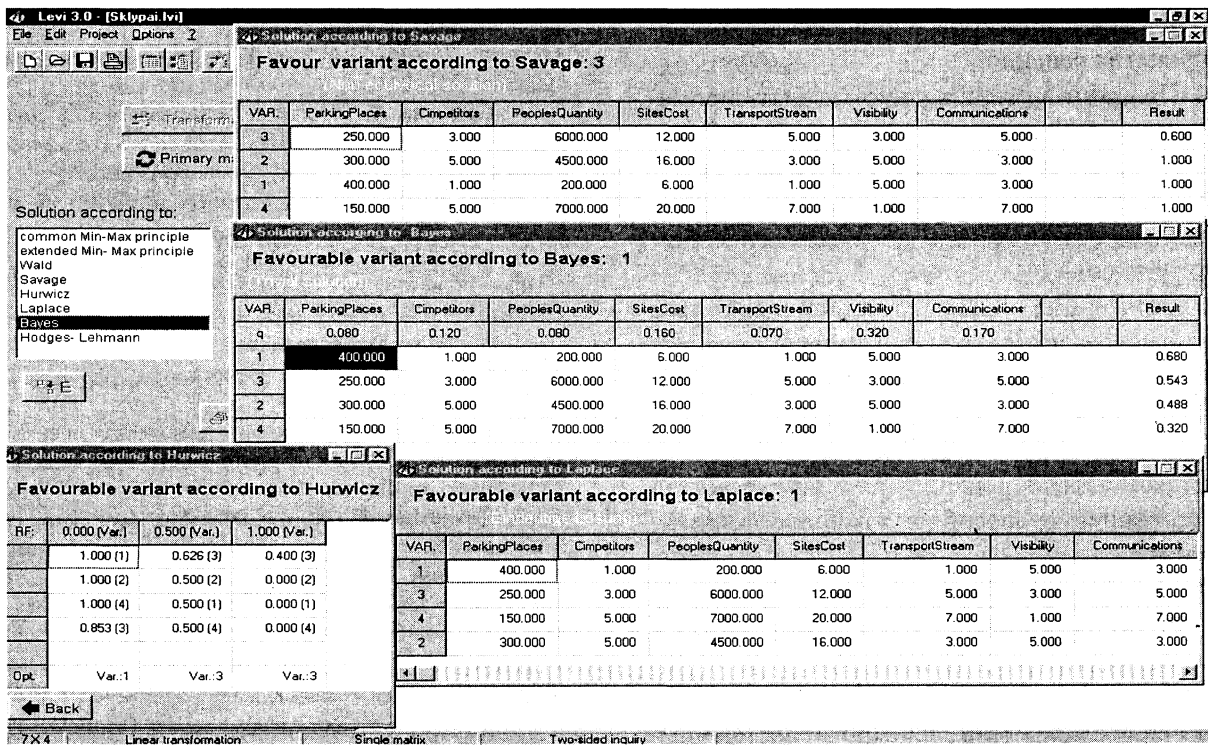 Levi 3.0 - [Sklypai.lvi]
File Edit Project Options ?
Primary
Solution according to:
common Min-Max principle
extended Min- Max principle
Wald
Savage
Hurwicz
Laplace
Bayes
Hodges- Lehmann
Solution according to Savage
Favour variant according to Savage: 3
VAR. ParkingPlaces Cimpetitors PeoplesQuantity SitesCost TransportStream Visibility Communications Result
3 250.000 3.000 6000.000 12.000 5.000 3.000 5.000 0.600
2 300.000 5.000 4500.000 16.000 3.000 5.000 3.000 1.000
1 400.000 1.000 200.000 6.000 1.000 5.000 3.000 1.000
4 150.000 5.000 7000.000 20.000 7.000 1.000 7.000 1.000
Solution according to Bayes
Favourable variant according to Bayes: 1
VAR. ParkingPlaces Cimpetitors PeoplesQuantity SitesCost TransportStream Visibility Communications Result
q 0.080 0.120 0.080 0.160 0.070 0.320 0.170
1 400.000 1.000 200.000 6.000 1.000 5.000 3.000 0.680
3 250.000 3.000 6000.000 12.000 5.000 3.000 5.000 0.543
2 300.000 5.000 4500.000 16.000 3.000 5.000 3.000 0.488
4 150.000 5.000 7000.000 20.000 7.000 1.000 7.000 0.320
Solution according to Hurwicz
Favourable variant according to Hurwicz
RF: 0.000 (Var.) 0.500 (Var.) 1.000 (Var.)
1.000 (1) 0.626 (3) 0.400 (3)
1.000 (2) 0.500 (2) 0.000 (2)
1.000 (4) 0.500 (1) 0.000 (1)
0.853 (3) 0.500 (4) 0.000 (4)
Opt. Var.:1 Var.:3 Var.:3
Back
Solution according to Laplace
Favourable variant according to Laplace: 1
VAR. ParkingPlaces Cimpetitors PeoplesQuantity SitesCost TransportStream Visibility Communications
1 400.000 1.000 200.000 6.000 1.000 5.000 3.000
3 250.000 3.000 6000.000 12.000 5.000 3.000 5.000
4 150.000 5.000 7000.000 20.000 7.000 1.000 7.000
2 300.000 5.000 4500.000 16.000 3.000 5.000 3.000
7 X 4 Linear transformation Single matrix Two-sided inquiry